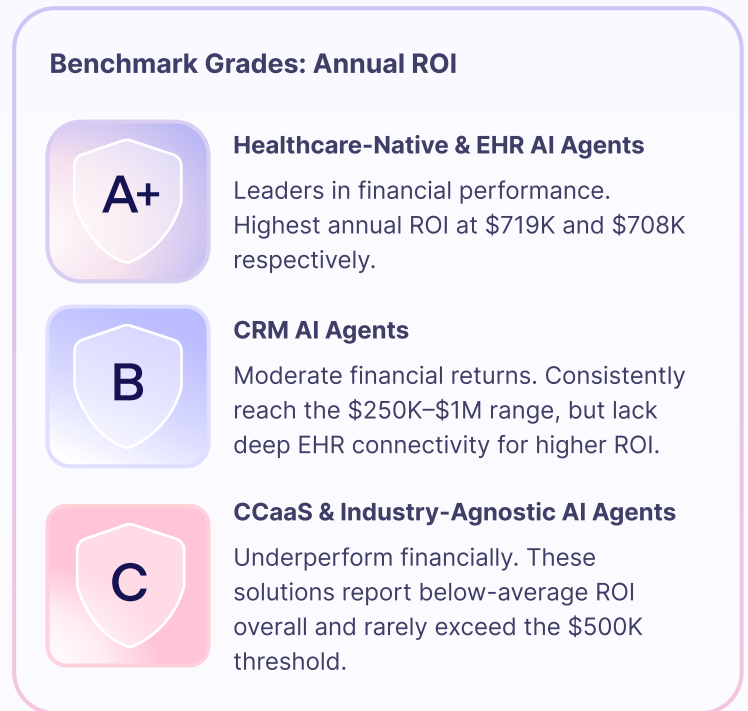 Benchmark Grades: Annual ROI
A+
Healthcare-Native & EHR AI Agents
Leaders in financial performance.
Highest annual ROI at $719K and $708K
respectively.
B
CRM AI Agents
Moderate financial returns. Consistently
reach the $250K–$1M range, but lack
deep EHR connectivity for higher ROI.
C
CCaaS & Industry-Agnostic AI Agents
Underperform financially. These
solutions report below-average ROI
overall and rarely exceed the $500K
threshold.